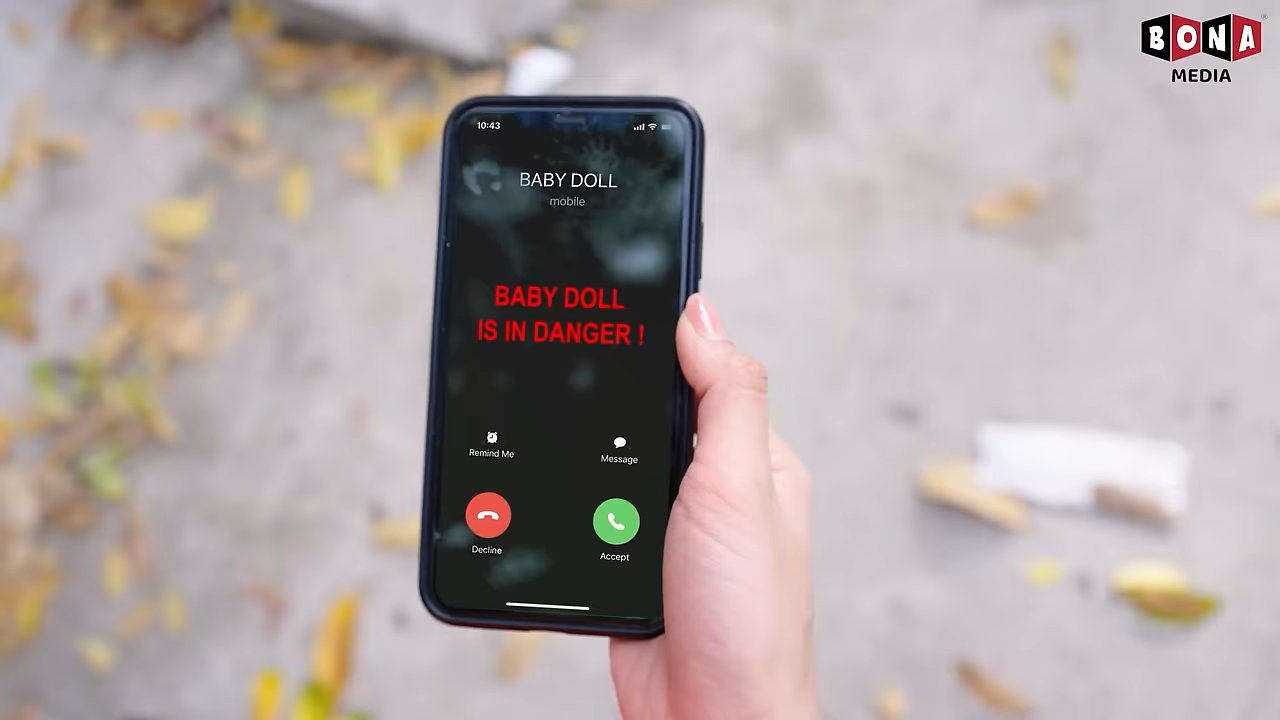 BONA
MEDIA
10:43
BABY DOLL
mobile
BABY DOLL
IS IN DANGER !
Remind Me
Message
Decline
Accept